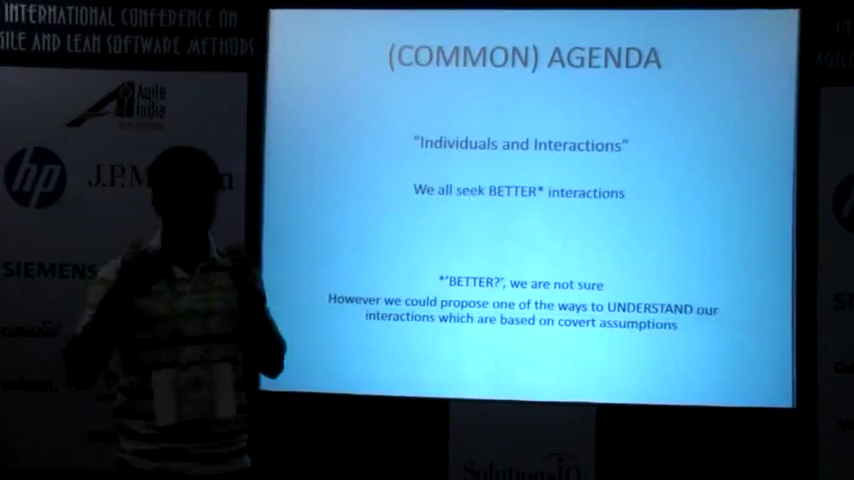 INTERNATIONAL CONFERENCE ON
AGILE AND LEAN SOFTWARE METHODS
Agile
India
hp
J.P.M
n
SIEMENS
(COMMON) AGENDA
"Individuals and Interactions"
We all seek BETTER* interactions
*'BETTER?', we are not sure
However we could propose one of the ways to UNDERSTAND our
interactions which are based on covert assumptions
SolutionsIQ